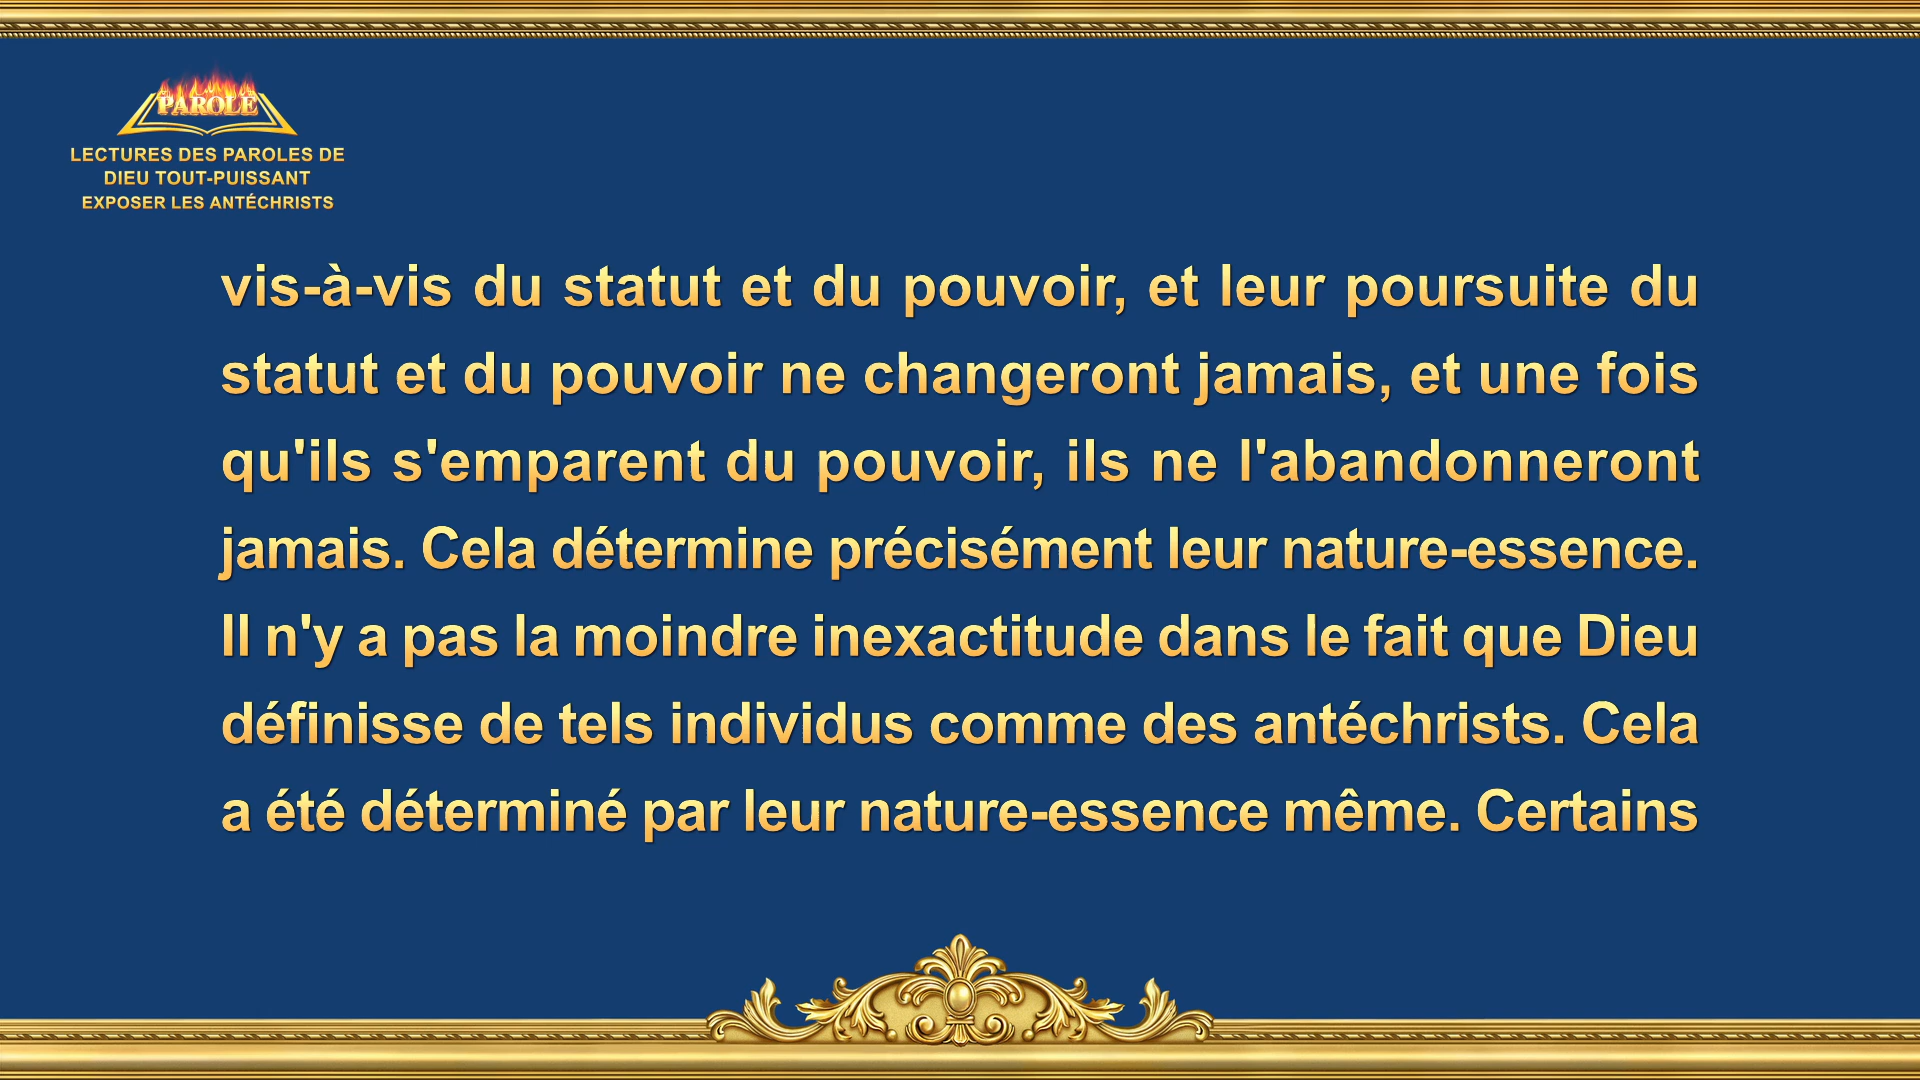 PAROLE
LECTURES DES PAROLES DE
DIEU TOUT-PUISSANT
EXPOSER LES ANTÉCHRISTS
vis-à-vis du statut et du pouvoir, et leur poursuite du
statut et du pouvoir ne changeront jamais, et une fois
qu'ils s'emparent du pouvoir, ils ne l'abandonneront
jamais. Cela détermine précisément leur nature-essence.
Il n'y a pas la moindre inexactitude dans le fait que Dieu
définisse de tels individus comme des antéchrists. Cela
a été déterminé par leur nature-essence même. Certains